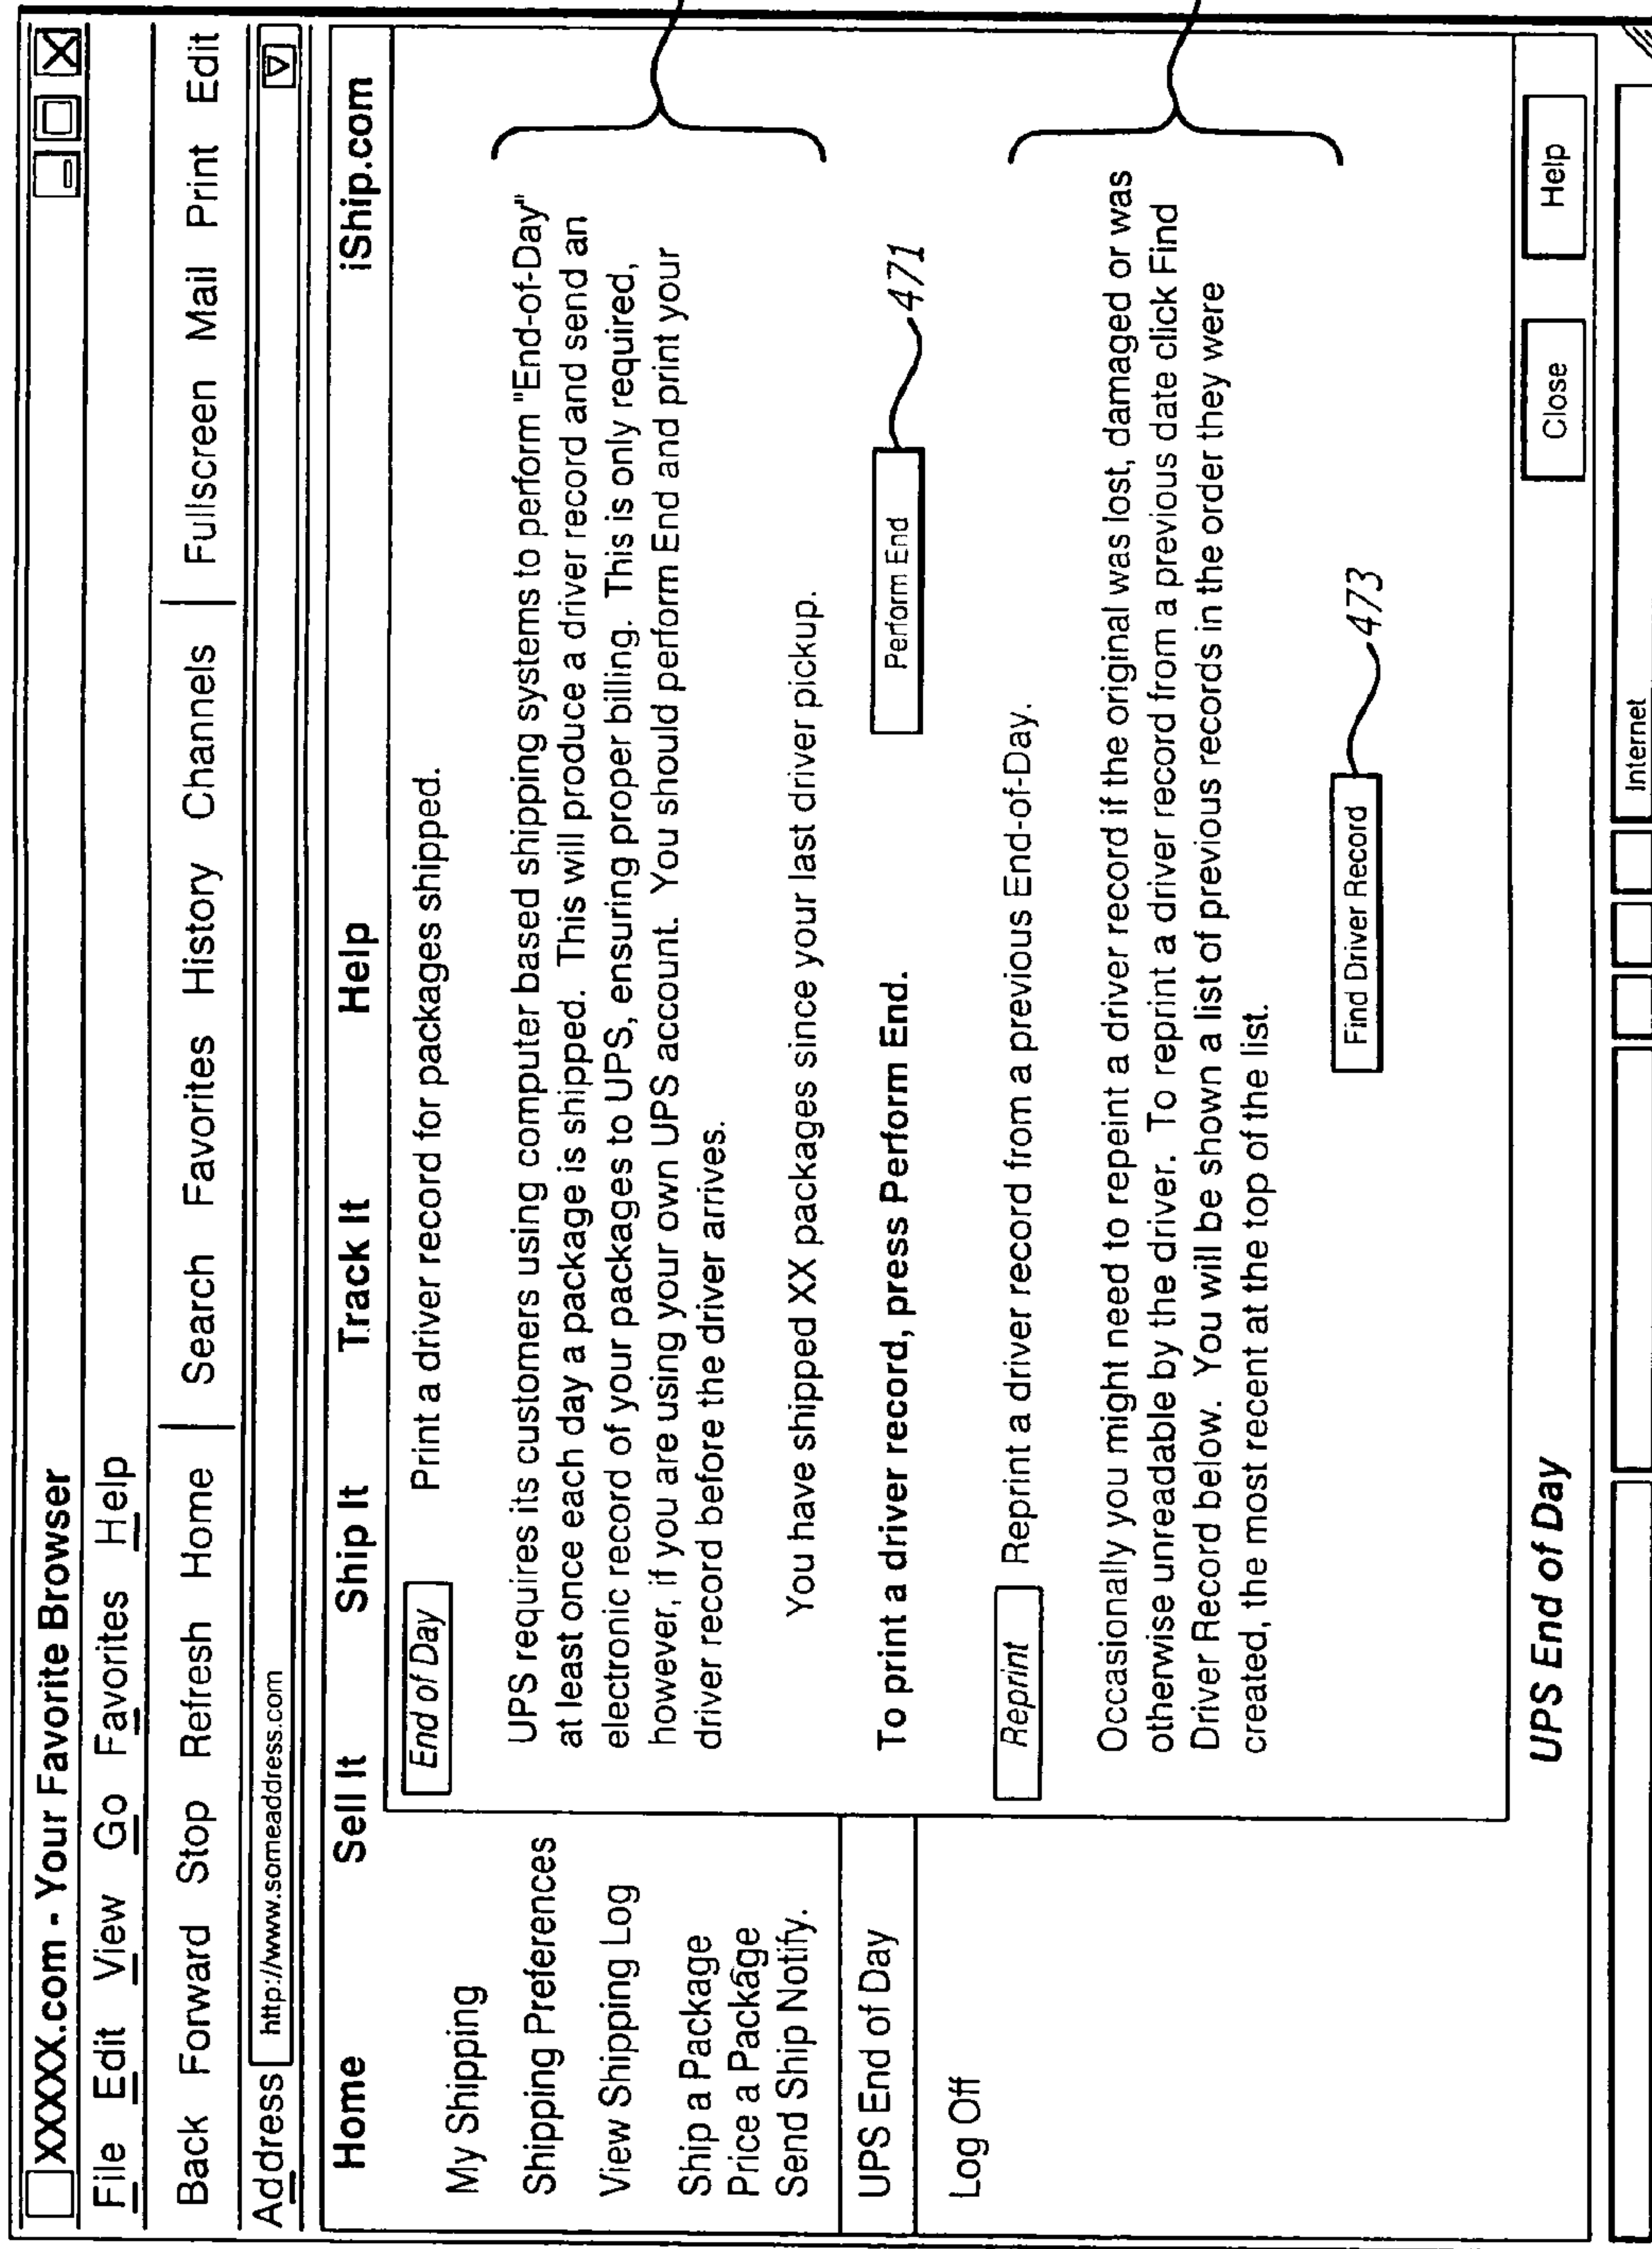 XXXXX.com - Your Favorite Browser
File Edit View Go Favorites Help
Back Forward Stop Refresh Home Search Favorites History Channels Fullscreen Mail Print Edit
Address http://www.someaddress.com
Home Sell It Ship It Track It Help iShip.com
My Shipping
Shipping Preferences
View Shipping Log
Ship a Package
Price a Package
Send Ship Notify.
UPS End of Day
Log Off
End of Day Print a driver record for packages shipped.
UPS requires its customers using computer based shipping systems to perform "End-of-Day"
at least once each day a package is shipped. This will produce a driver record and send an
electronic record of your packages to UPS, ensuring proper billing. This is only required,
however, if you are using your own UPS account. You should perform End and print your
driver record before the driver arrives.
You have shipped XX packages since your last driver pickup.
To print a driver record, press Perform End.
Perform End 471
Reprint Reprint a driver record from a previous End-of-Day.
Occasionally you might need to repeint a driver record if the original was lost, damaged or was
otherwise unreadable by the driver. To reprint a driver record from a previous date click Find
Driver Record below. You will be shown a list of previous records in the order they were
created, the most recent at the top of the list.
Find Driver Record 473
UPS End of Day Close Help
Internet